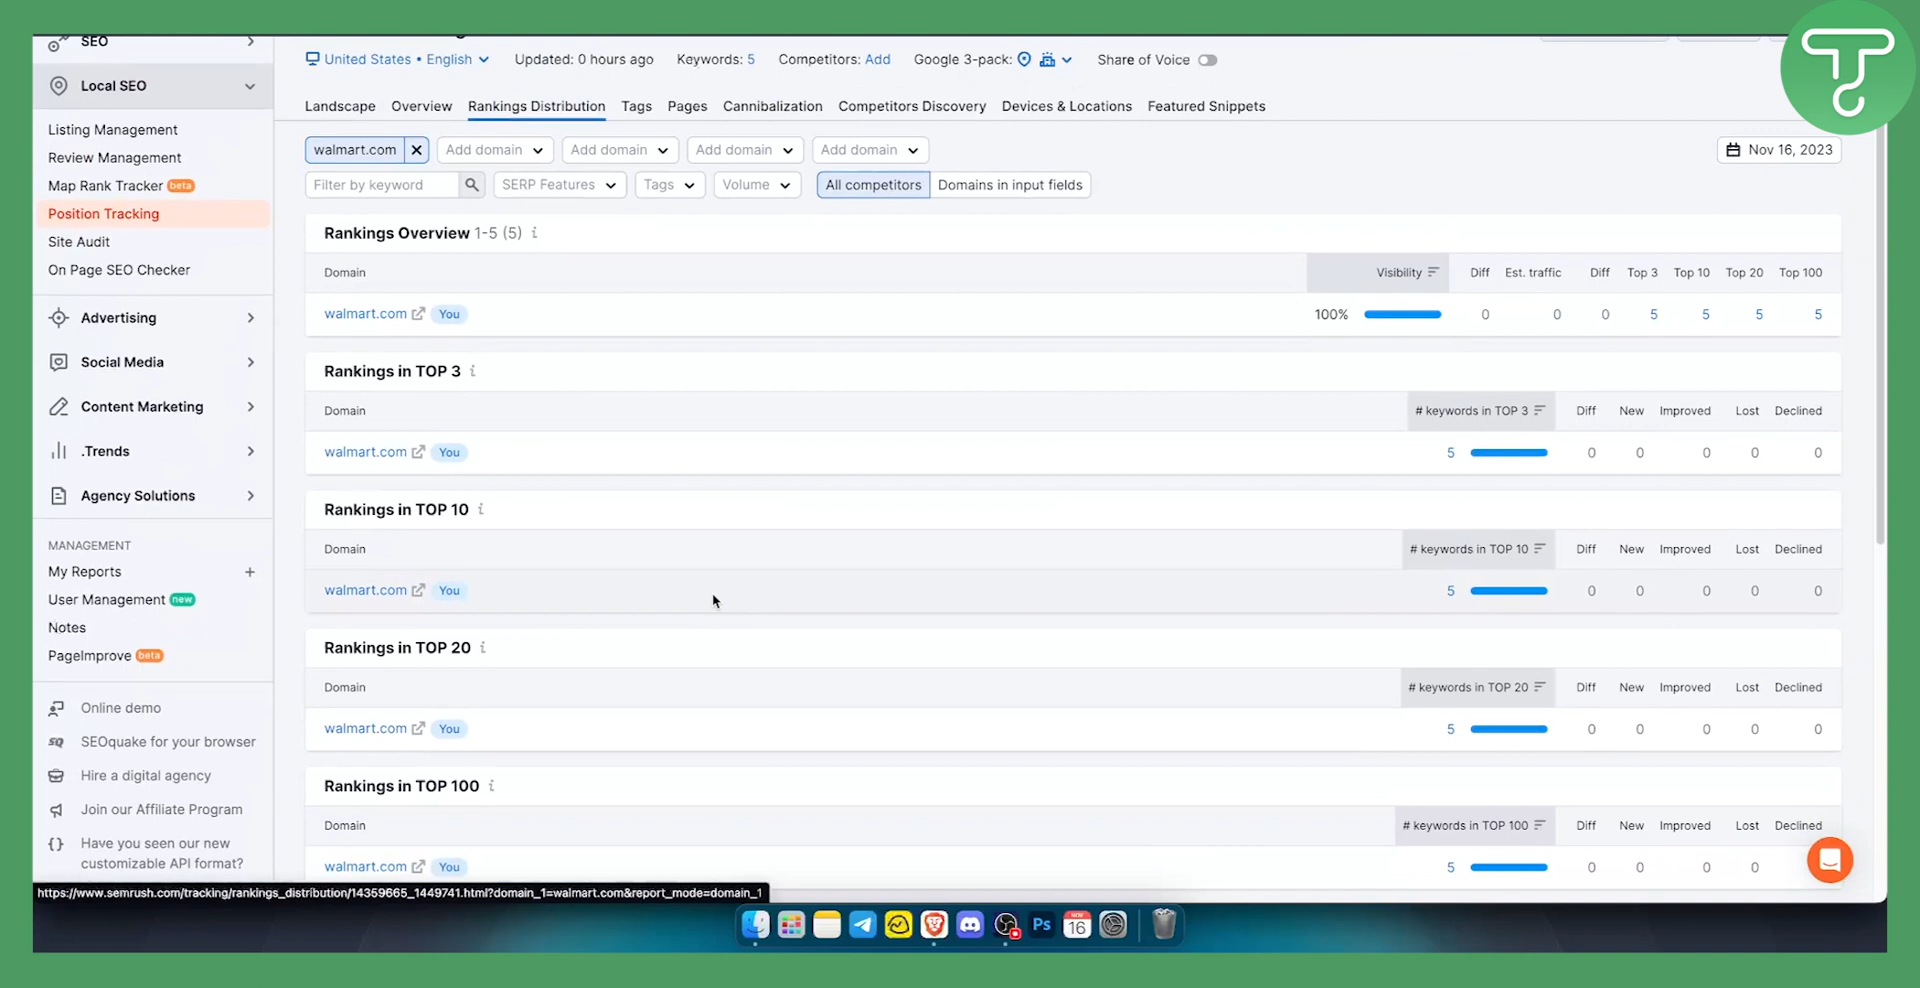 SEO
Local SEO
Listing Management
Review Management
Map Rank Tracker beta
Position Tracking
Site Audit
On Page SEO Checker
Advertising
Social Media
Content Marketing
.Trends
Agency Solutions
MANAGEMENT
My Reports +
User Management new
Notes
PageImprove beta
Online demo
SEOquake for your browser
Hire a digital agency
Join our Affiliate Program
Have you seen our new
customizable API format?
United States • English Updated: 0 hours ago Keywords: 5 Competitors: Add Google 3-pack: Share of Voice
Landscape Overview Rankings Distribution Tags Pages Cannibalization Competitors Discovery Devices & Locations Featured Snippets
walmart.com Add domain Add domain Add domain Add domain Nov 16, 2023
Filter by keyword SERP Features Tags Volume All competitors Domains in input fields
Rankings Overview 1-5 (5) i
Domain Visibility Diff Est. traffic Diff Top 3 Top 10 Top 20 Top 100
walmart.com You 100% 0 0 0 5 5 5 5
Rankings in TOP 3 i
Domain # keywords in TOP 3 Diff New Improved Lost Declined
walmart.com You 5 0 0 0 0 0
Rankings in TOP 10 i
Domain # keywords in TOP 10 Diff New Improved Lost Declined
walmart.com You 5 0 0 0 0 0
Rankings in TOP 20 i
Domain # keywords in TOP 20 Diff New Improved Lost Declined
walmart.com You 5 0 0 0 0 0
Rankings in TOP 100 i
Domain # keywords in TOP 100 Diff New Improved Lost Declined
walmart.com You 5 0 0 0 0
https://www.semrush.com/tracking/rankings_distribution/14359665_1449741.html?domain_1=walmart.com&report_mode=domain_1
Ps
NOV
16